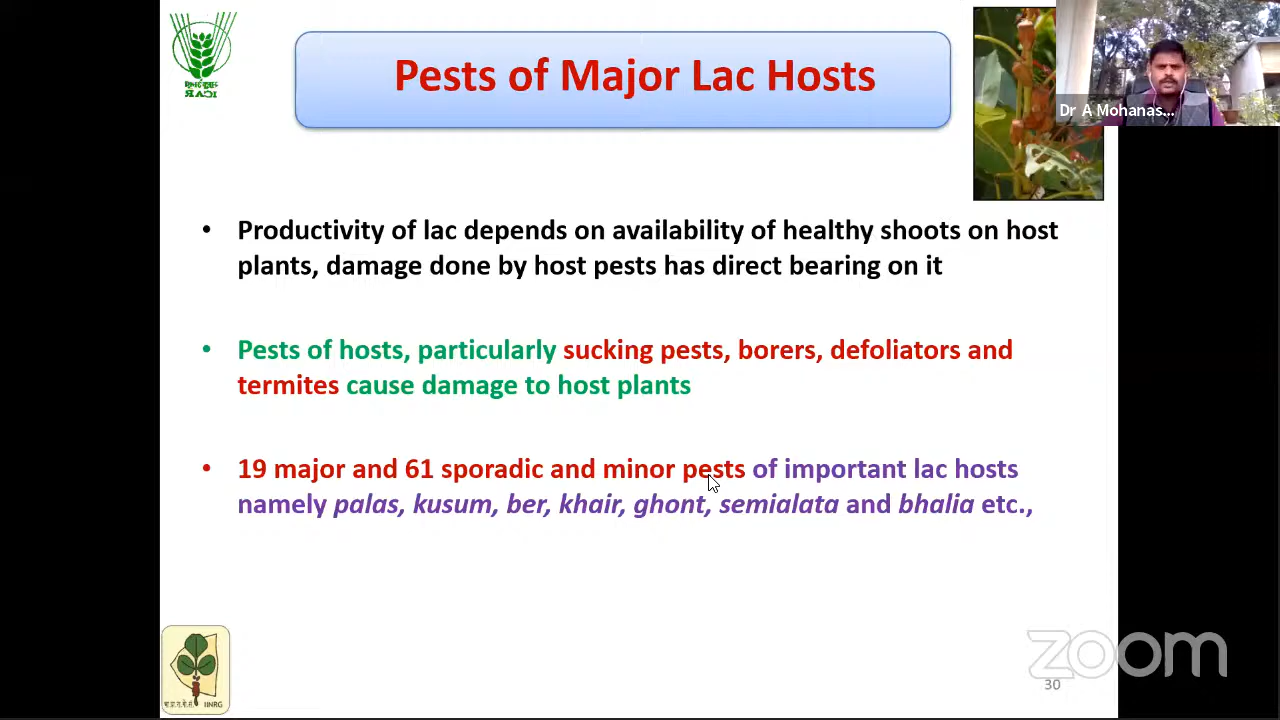 Pests of Major Lac Hosts
Dr A Mohanas...
• Productivity of lac depends on availability of healthy shoots on host
plants, damage done by host pests has direct bearing on it
• Pests of hosts, particularly sucking pests, borers, defoliators and
termites cause damage to host plants
• 19 major and 61 sporadic and minor pests of important lac hosts
namely palas, kusum, ber, khair, ghont, semialata and bhalia etc.,
zoom
30
IINRG